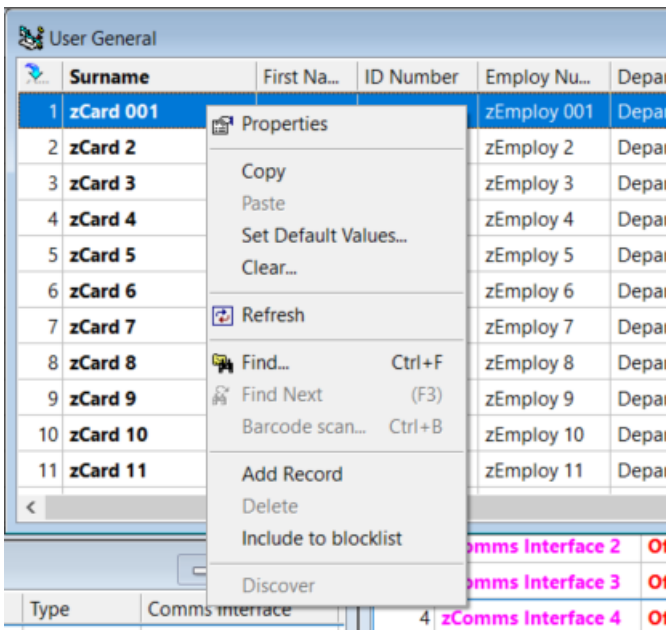 User General
Surname First Na... ID Number Employ Nu... Depar
1 zCard 001 zEmploy 001 Depar
2 zCard 2 zEmploy 2 Depar
3 zCard 3 zEmploy 3 Depar
4 zCard 4 zEmploy 4 Depar
5 zCard 5 zEmploy 5 Depar
6 zCard 6 zEmploy 6 Depar
7 zCard 7 zEmploy 7 Depar
8 zCard 8 zEmploy 8 Depar
9 zCard 9 zEmploy 9 Depar
10 zCard 10 zEmploy 10 Depar
11 zCard 11 zEmploy 11 Depar
Properties
Copy
Paste
Set Default Values...
Clear...
Refresh
Find... Ctrl+F
Find Next (F3)
Barcode scan... Ctrl+B
Add Record
Delete
Include to blocklist
Discover
omms Interface 2 Of
omms Interface 3 Of
4 zComms Interface 4 Of
Type Comms Interface